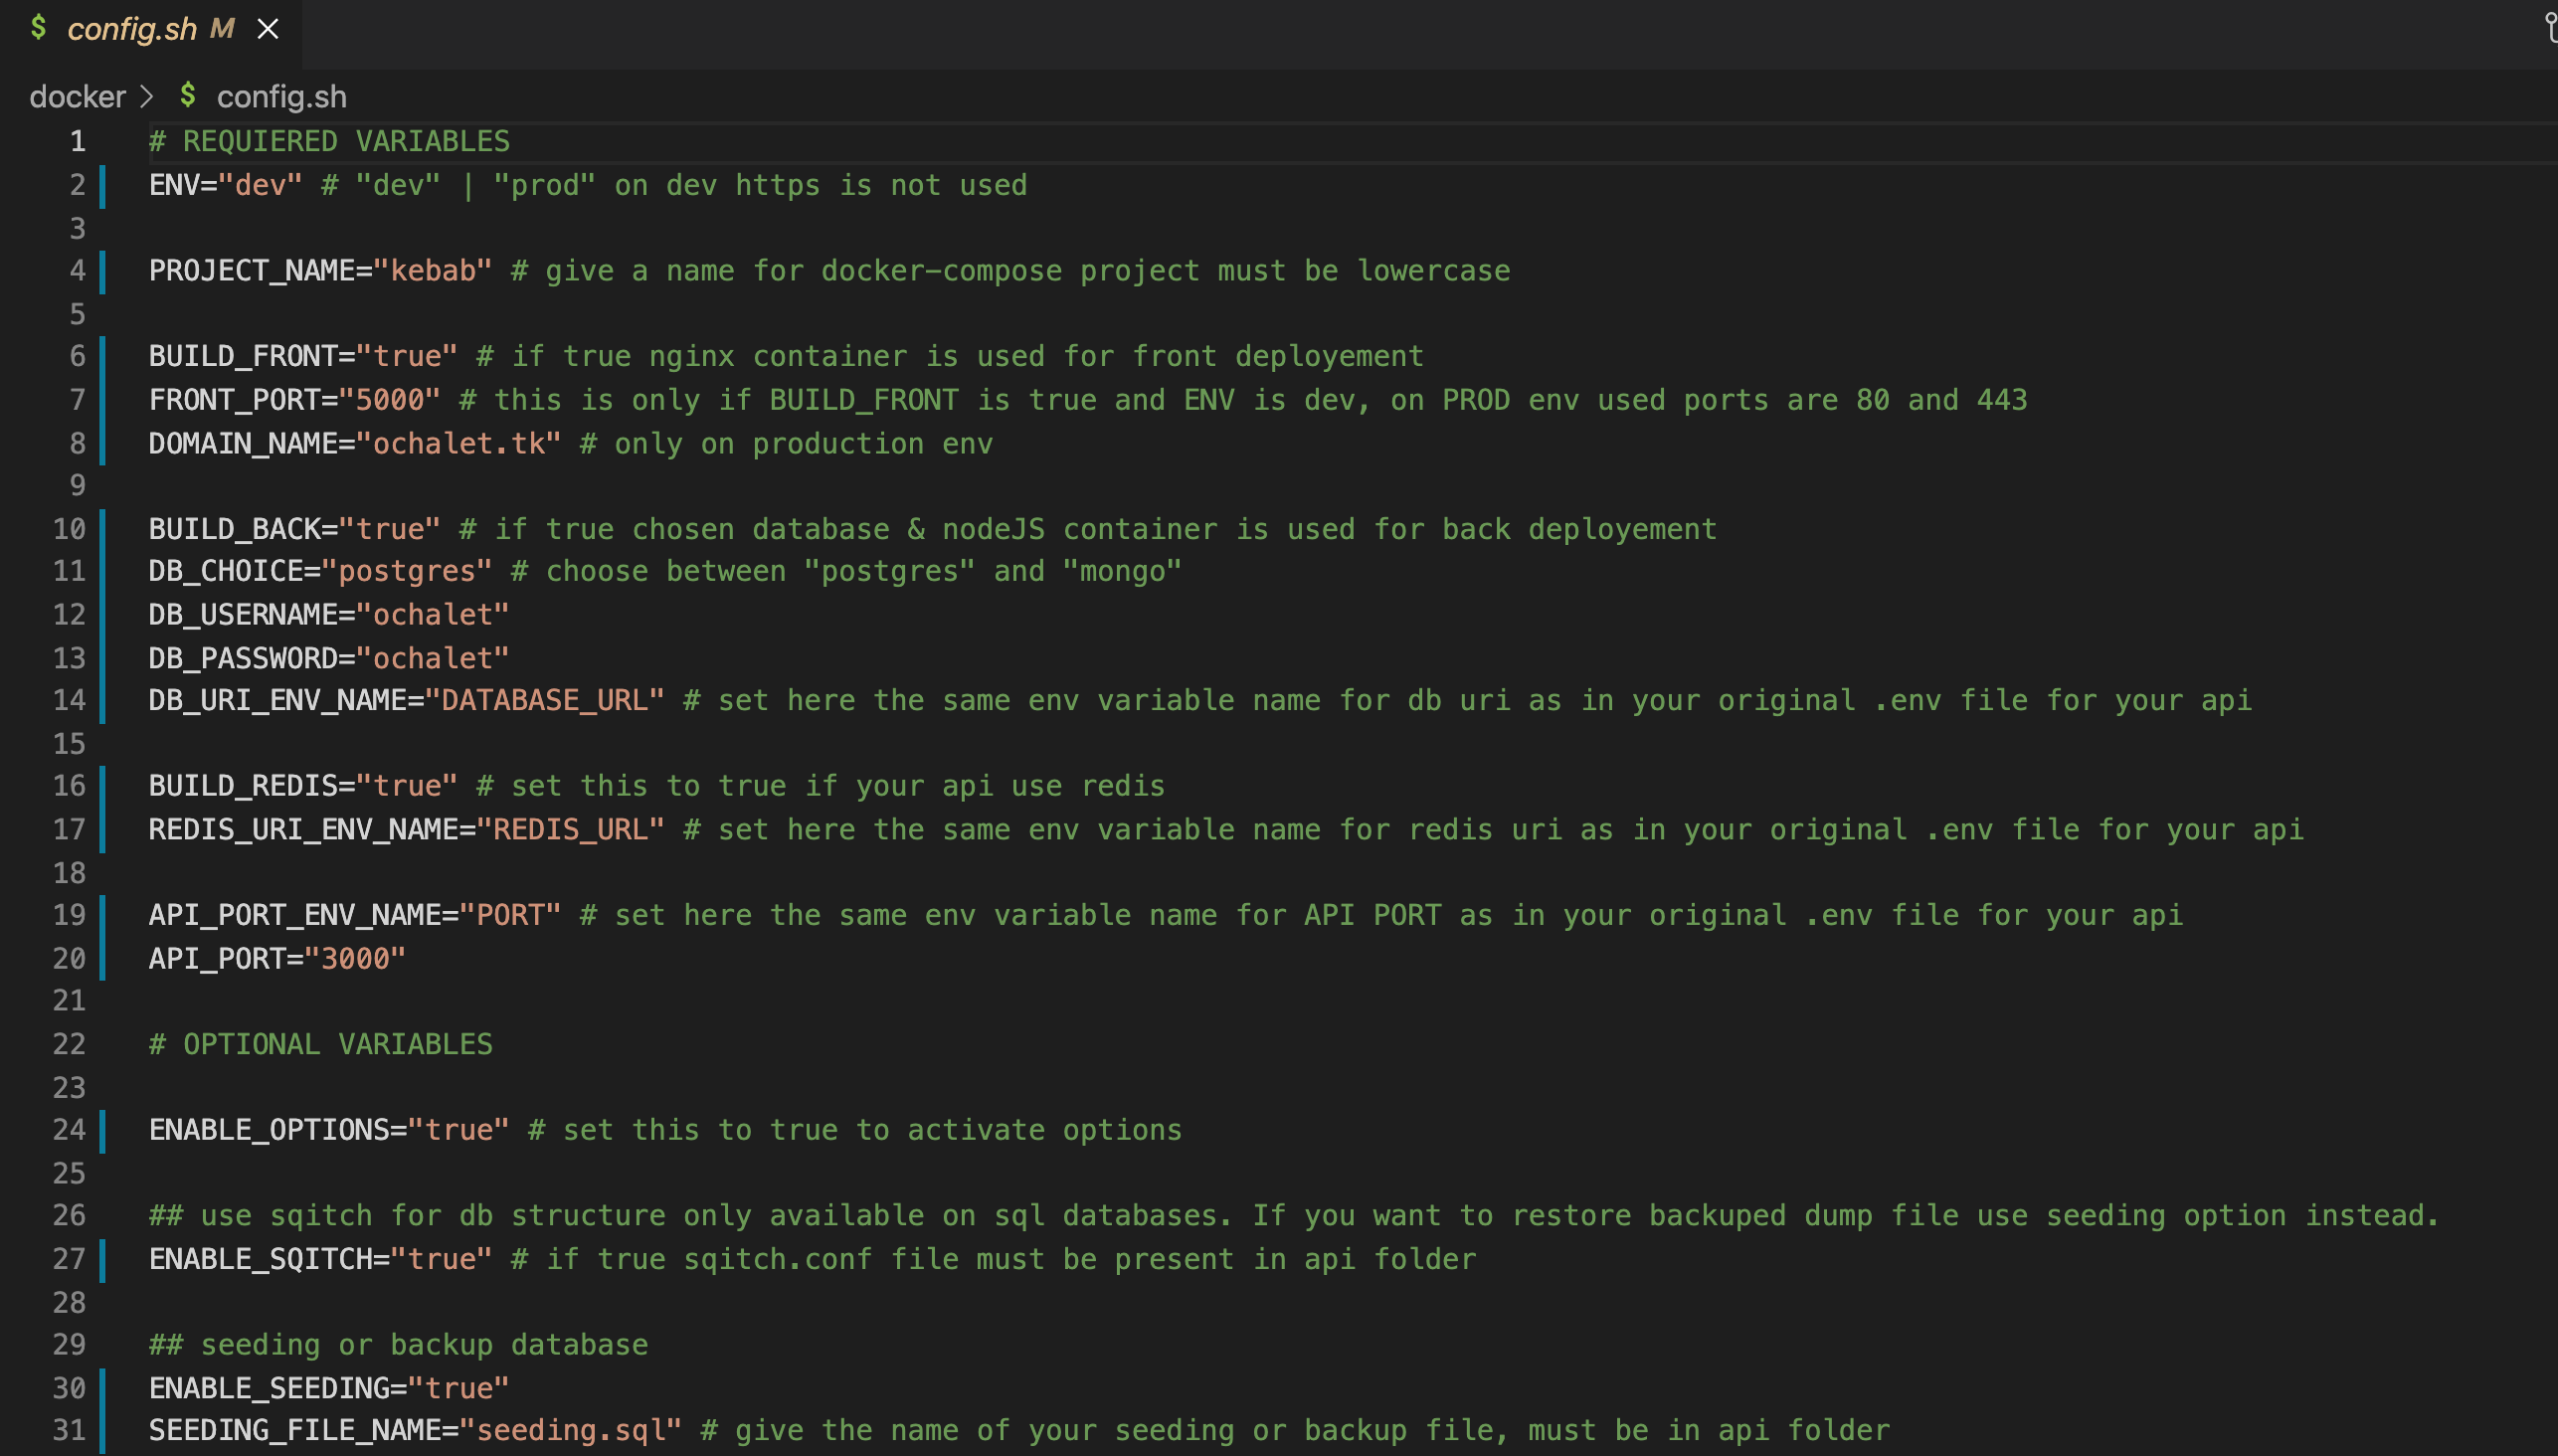 $ config.sh M ×
docker > $ config.sh
1 # REQUIERED VARIABLES
2 ENV="dev" # "dev" | "prod" on dev https is not used
3
4 PROJECT_NAME="kebab" # give a name for docker-compose project must be lowercase
5
6 BUILD_FRONT="true" # if true nginx container is used for front deployement
7 FRONT_PORT="5000" # this is only if BUILD_FRONT is true and ENV is dev, on PROD env used ports are 80 and 443
8 DOMAIN_NAME="ochalet.tk" # only on production env
9
10 BUILD_BACK="true" # if true chosen database & nodeJS container is used for back deployement
11 DB_CHOICE="postgres" # choose between "postgres" and "mongo"
12 DB_USERNAME="ochalet"
13 DB_PASSWORD="ochalet"
14 DB_URI_ENV_NAME="DATABASE_URL" # set here the same env variable name for db uri as in your original .env file for your api
15
16 BUILD_REDIS="true" # set this to true if your api use redis
17 REDIS_URI_ENV_NAME="REDIS_URL" # set here the same env variable name for redis uri as in your original .env file for your api
18
19 API_PORT_ENV_NAME="PORT" # set here the same env variable name for API PORT as in your original .env file for your api
20 API_PORT="3000"
21
22 # OPTIONAL VARIABLES
23
24 ENABLE_OPTIONS="true" # set this to true to activate options
25
26 ## use sqitch for db structure only available on sql databases. If you want to restore backuped dump file use seeding option instead.
27 ENABLE_SQITCH="true" # if true sqitch.conf file must be present in api folder
28
29 ## seeding or backup database
30 ENABLE_SEEDING="true"
31 SEEDING_FILE_NAME="seeding.sql" # give the name of your seeding or backup file, must be in api folder